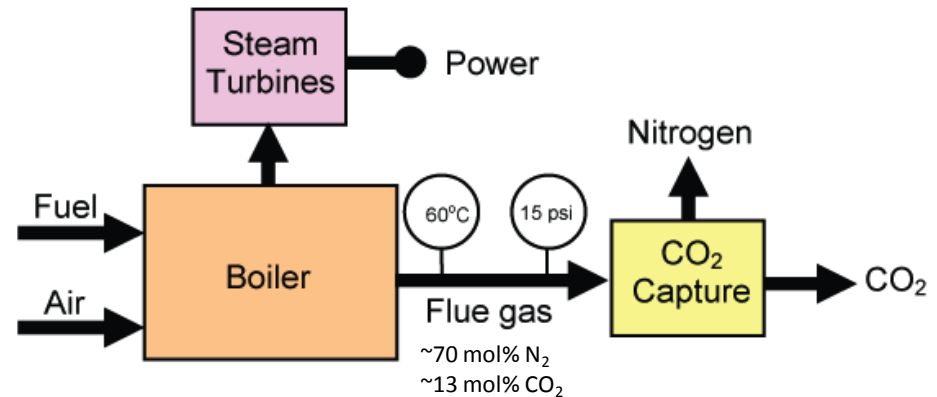 Steam
Turbines
Power
Nitrogen
Fuel
60°C
15 psi
CO₂
Capture
CO₂
Boiler
Air
Flue gas
~70 mol% N₂
~13 mol% CO₂